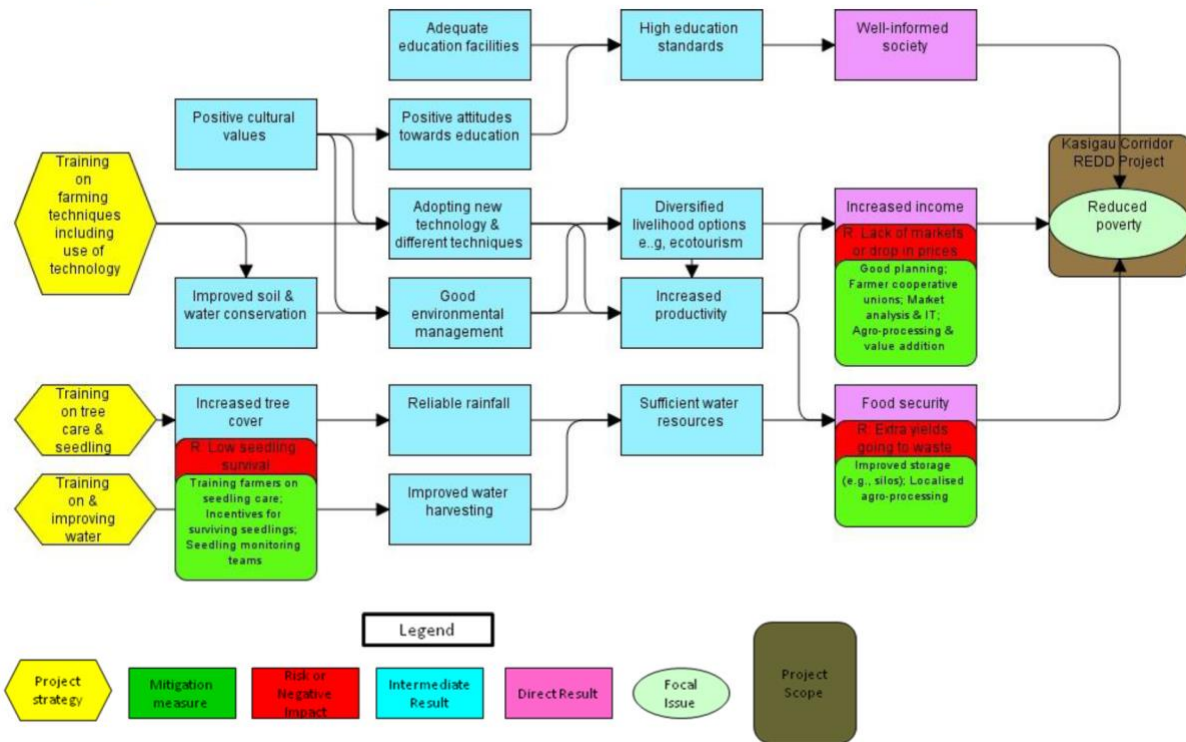 Adequate
education facilities
High education
standards
Well-informed
society
Positive cultural
values
Positive attitudes
towards education
Training
on
farming
techniques
including
use of
technology
Kasigau Corridor
REDD Project
Reduced
poverty
Adopting new
technology &
different techniques
Diversified
livelihood options
e..g, ecotourism
Increased income
R: Lack of markets
or drop in prices
Good planning;
Farmer cooperative
unions; Market
analysis & IT;
Agro-processing &
value addition
Improved soil &
water conservation
Good
environmental
management
Increased
productivity
Training
on tree
care &
seedling
Increased tree
cover
R: Low seedling
survival
Training farmers on
seedling care;
Incentives for
surviving seedlings;
Seedling monitoring
teams
Reliable rainfall
Sufficient water
resources
Food security
R: Extra yields
going to waste
Improved storage
(e.g., silos); Localised
agro-processing
Training
on &
improving
water
Improved water
harvesting
Legend
Project
strategy
Mitigation
measure
Risk or
Negative
Impact
Intermediate
Result
Direct Result
Focal
Issue
Project
Scope